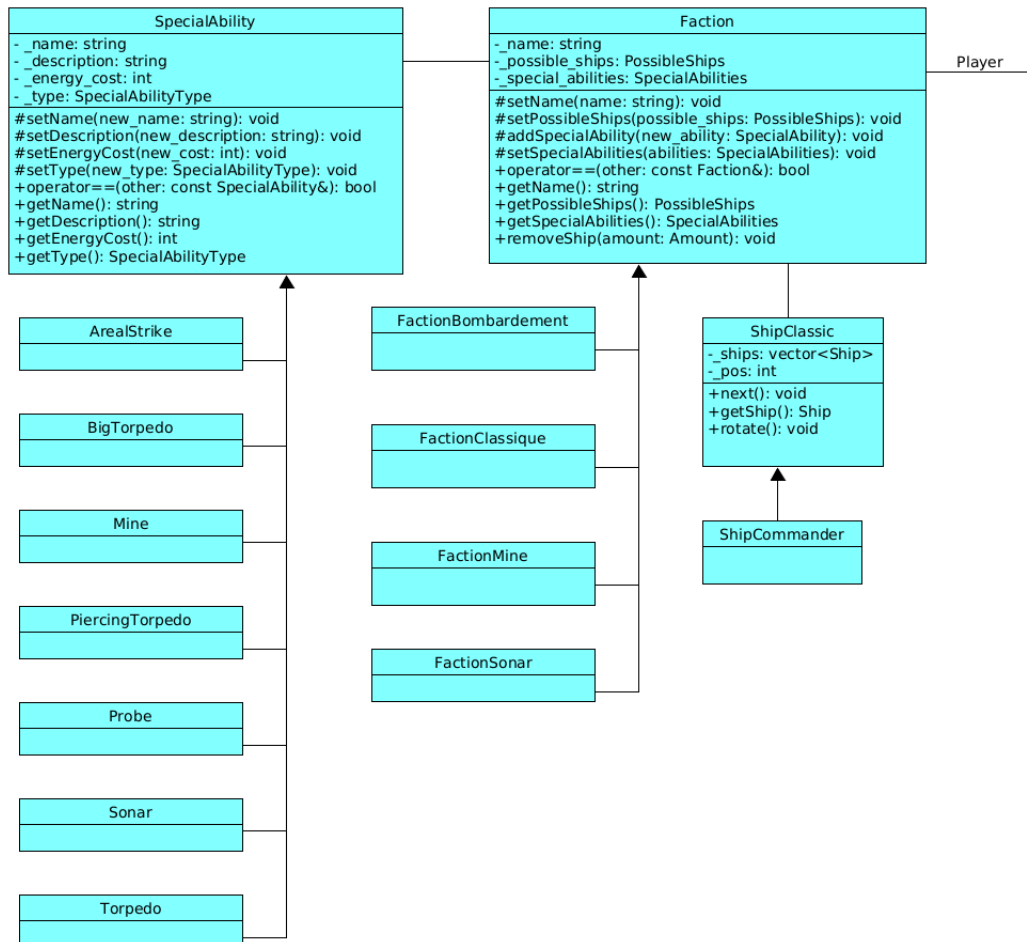 SpecialAbility
- _name: string
- _description: string
- _energy_cost: int
- _type: SpecialAbilityType
#setName(new_name: string): void
#setDescription(new_description: string): void
#setEnergyCost(new_cost: int): void
#setType(new_type: SpecialAbilityType): void
+operator==(other: const SpecialAbility&): bool
+getName(): string
+getDescription(): string
+getEnergyCost(): int
+getType(): SpecialAbilityType
Faction
-_name: string
-_possible_ships: PossibleShips
-_special_abilities: SpecialAbilities
#setName(name: string): void
#setPossibleShips(possible_ships: PossibleShips): void
#addSpecialAbility(new_ability: SpecialAbility): void
#setSpecialAbilities(abilities: SpecialAbilities): void
+operator==(other: const Faction&): bool
+getName(): string
+getPossibleShips(): PossibleShips
+getSpecialAbilities(): SpecialAbilities
+removeShip(amount: Amount): void
Player
ArealStrike
BigTorpedo
Mine
PiercingTorpedo
Probe
Sonar
Torpedo
FactionBombardement
FactionClassique
FactionMine
FactionSonar
ShipClassic
-_ships: vector<Ship>
-_pos: int
+next(): void
+getShip(): Ship
+rotate(): void
ShipCommander